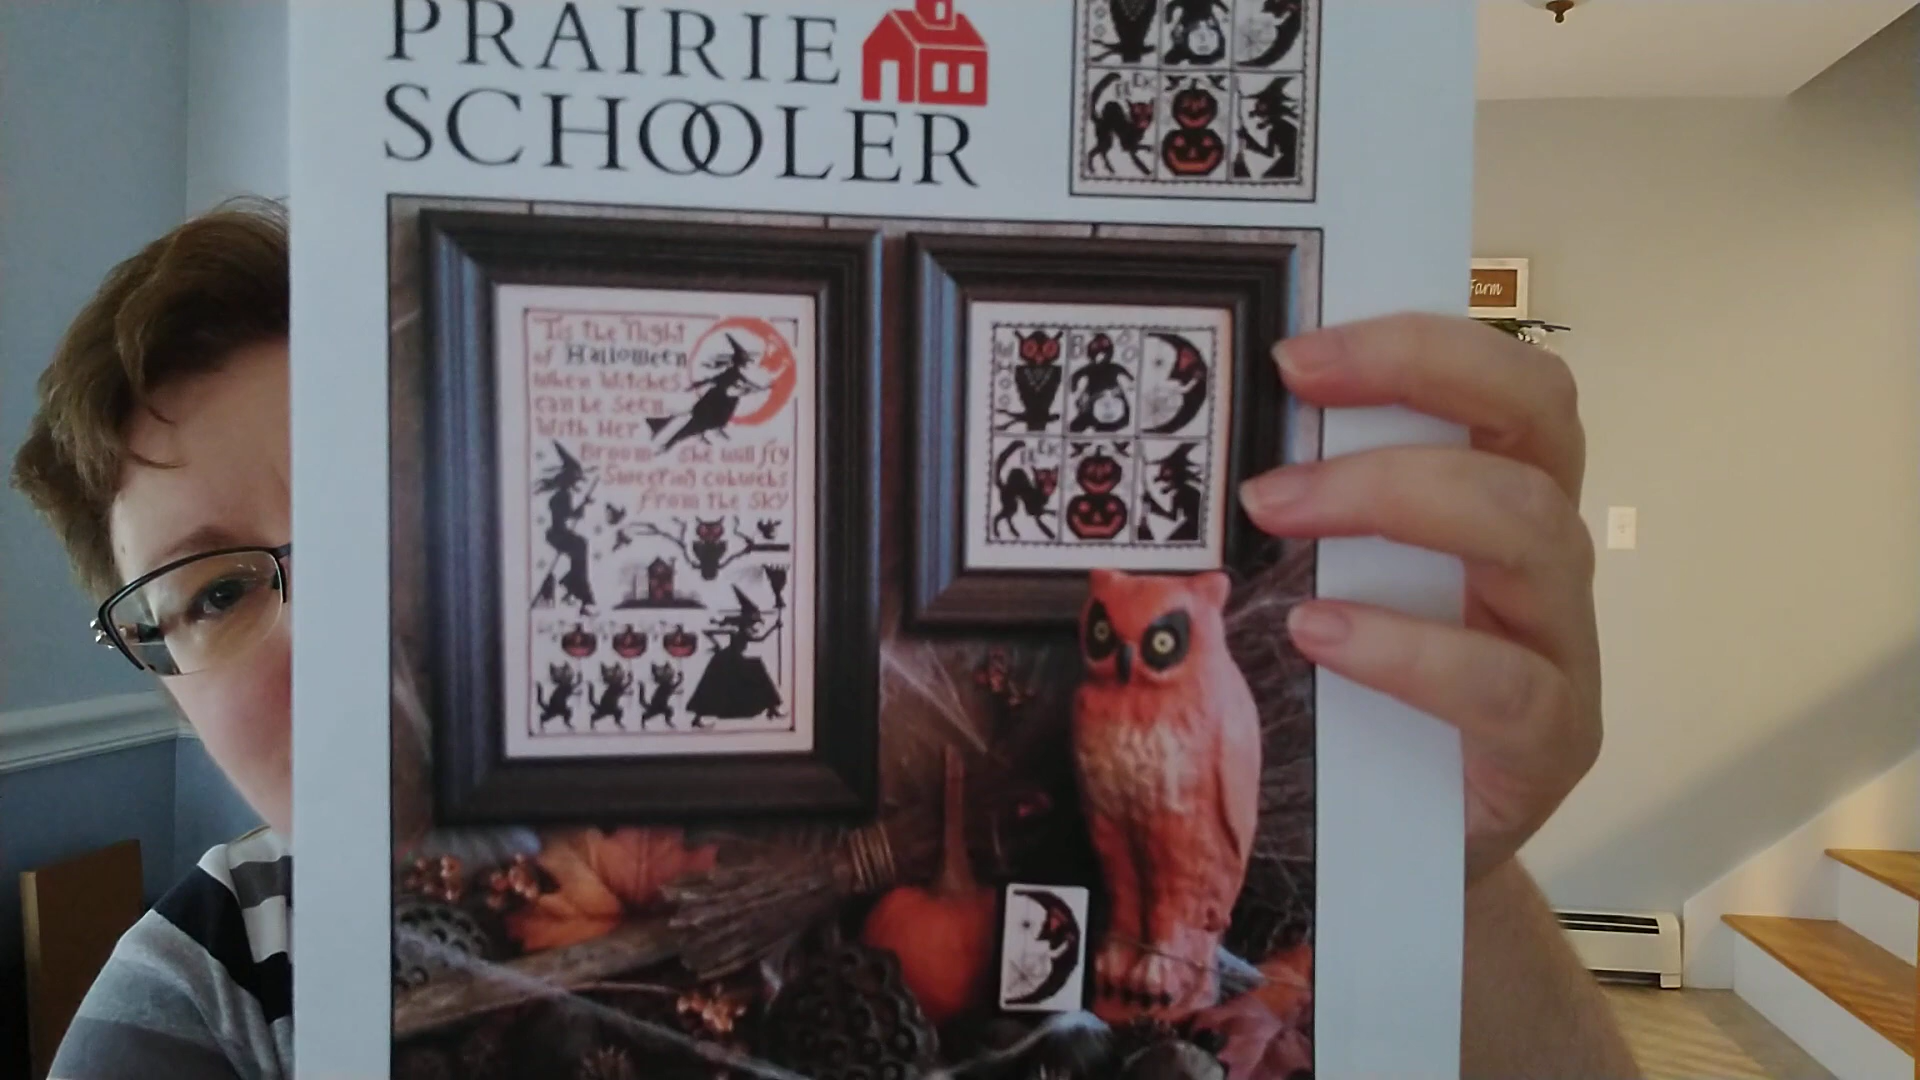 PRAIRIE
SCHOOLER
'Tis the Night
of Halloween
When Witches
can be seen
With Her
Broom she will fly
Sweeping cobwebs
from the SKY
BOO
Farm